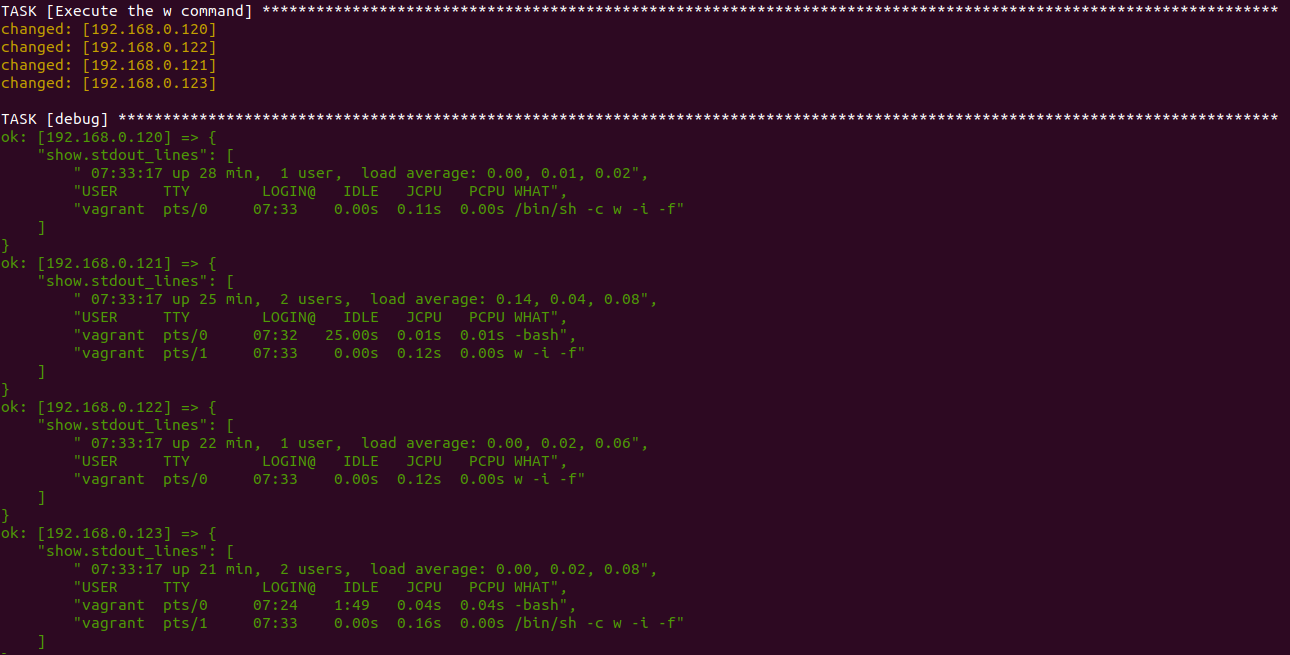 TASK [Execute the w command] *****************************************************************************************************************
changed: [192.168.0.120]
changed: [192.168.0.122]
changed: [192.168.0.121]
changed: [192.168.0.123]
TASK [debug] *********************************************************************************************************************************
ok: [192.168.0.120] => {
    "show.stdout_lines": [
        " 07:33:17 up 28 min,  1 user,  load average: 0.00, 0.01, 0.02",
        "USER     TTY        LOGIN@   IDLE   JCPU   PCPU WHAT",
        "vagrant  pts/0     07:33    0.00s  0.11s  0.00s /bin/sh -c w -i -f"
    ]
}
ok: [192.168.0.121] => {
    "show.stdout_lines": [
        " 07:33:17 up 25 min,  2 users,  load average: 0.14, 0.04, 0.08",
        "USER     TTY        LOGIN@   IDLE   JCPU   PCPU WHAT",
        "vagrant  pts/0     07:32   25.00s  0.01s  0.01s -bash",
        "vagrant  pts/1     07:33    0.00s  0.12s  0.00s w -i -f"
    ]
}
ok: [192.168.0.122] => {
    "show.stdout_lines": [
        " 07:33:17 up 22 min,  1 user,  load average: 0.00, 0.02, 0.06",
        "USER     TTY        LOGIN@   IDLE   JCPU   PCPU WHAT",
        "vagrant  pts/0     07:33    0.00s  0.12s  0.00s w -i -f"
    ]
}
ok: [192.168.0.123] => {
    "show.stdout_lines": [
        " 07:33:17 up 21 min,  2 users,  load average: 0.00, 0.02, 0.08",
        "USER     TTY        LOGIN@   IDLE   JCPU   PCPU WHAT",
        "vagrant  pts/0     07:24    1:49   0.04s  0.04s -bash",
        "vagrant  pts/1     07:33    0.00s  0.16s  0.00s /bin/sh -c w -i -f"
    ]